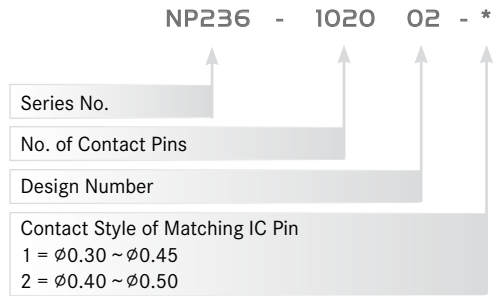 NP236 - 1020 02 - *
Series No.
No. of Contact Pins
Design Number
Contact Style of Matching IC Pin
1 = Ø0.30 ~ Ø0.45
2 = Ø0.40 ~ Ø0.50